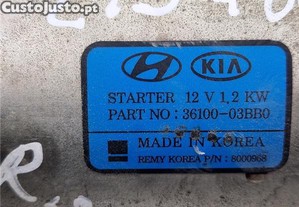 Custojusto.pt
KIA
STARTER 12 V 1,2 KW
PART NO : 36100-03BB0
MADE IN KOREA
REMY KOREA P/N : 8000968